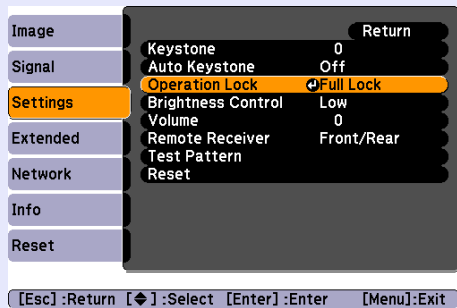 Image
Signal
Settings
Extended
Network
Info
Reset
Return
Keystone 0
Auto Keystone Off
Operation Lock Full Lock
Brightness Control Low
Volume 0
Remote Receiver Front/Rear
Test Pattern
Reset
[Esc] :Return [◆] :Select [Enter] :Enter [Menu]:Exit